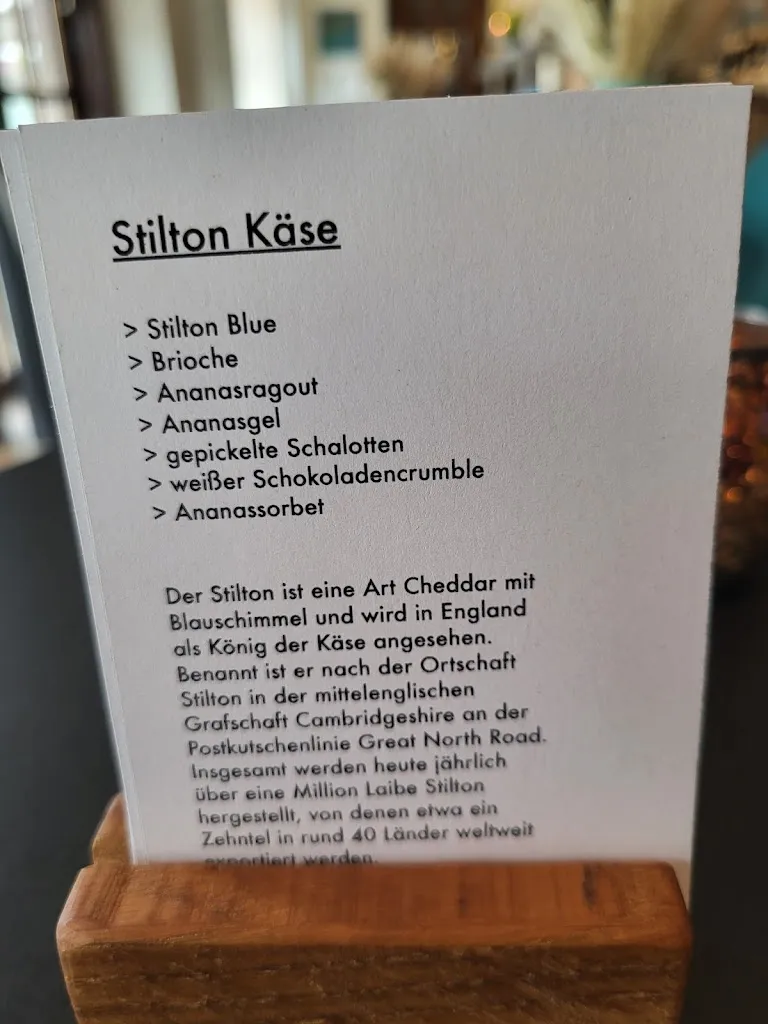 Stilton Käse
> Stilton Blue
> Brioche
> Ananasragout
> Ananasgel
> gepickelte Schalotten
> weißer Schokoladencrumble
> Ananassorbet
Der Stilton ist eine Art Cheddar mit
Blauschimmel und wird in England
als König der Käse angesehen.
Benannt ist er nach der Ortschaft
Stilton in der mittelenglischen
Grafschaft Cambridgeshire an der
Postkutschenlinie Great North Road.
Insgesamt werden heute jährlich
über eine Million Laibe Stilton
hergestellt, von denen etwa ein
Zehntel in rund 40 Länder weltweit
exportiert werden.